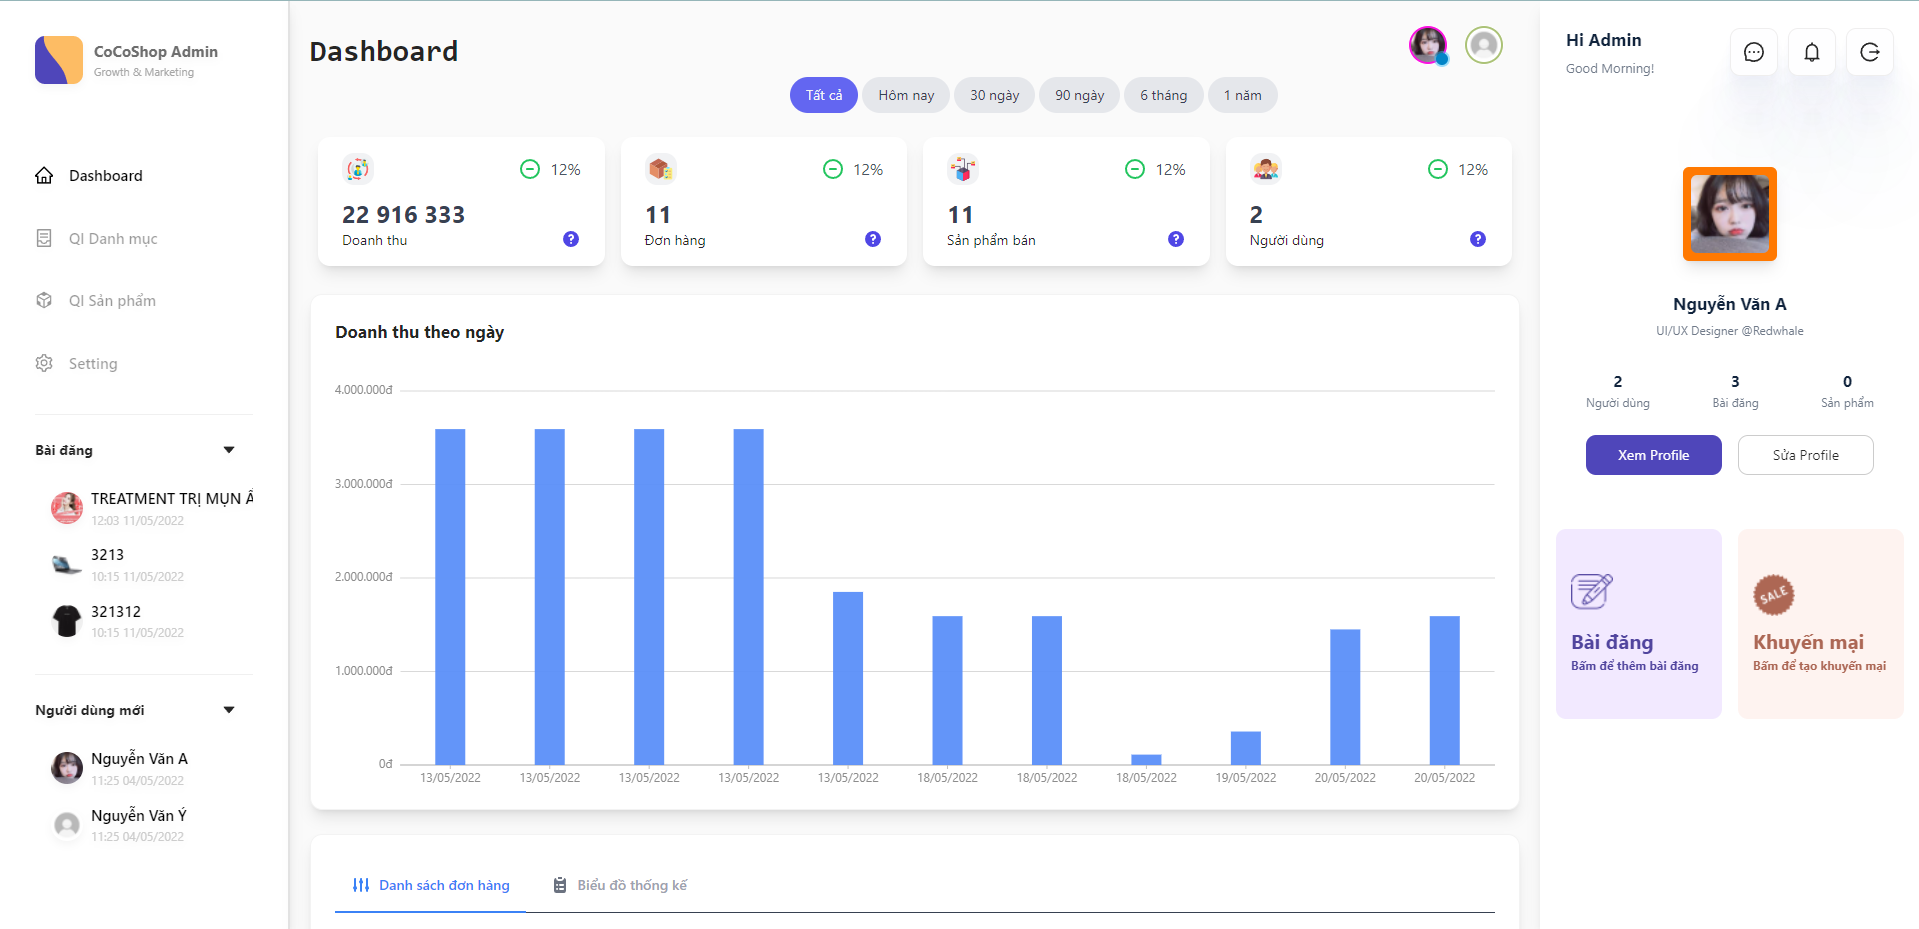 CoCoShop Admin
Growth & Marketing
Dashboard
Ql Danh mục
Ql Sản phẩm
Setting
Bài đăng
TREATMENT TRỊ MỤN Ẩ
12:03 11/05/2022
3213
10:15 11/05/2022
321312
10:15 11/05/2022
Người dùng mới
Nguyễn Văn A
11:25 04/05/2022
Nguyễn Văn Ý
11:25 04/05/2022
Dashboard
Tất cả
Hôm nay
30 ngày
90 ngày
6 tháng
1 năm
12%
22 916 333
Doanh thu
12%
11
Đơn hàng
12%
11
Sản phẩm bán
12%
2
Người dùng
Doanh thu theo ngày
4.000.000đ
3.000.000đ
2.000.000đ
1.000.000đ
0đ
13/05/2022 13/05/2022 13/05/2022 13/05/2022 13/05/2022 18/05/2022 18/05/2022 18/05/2022 19/05/2022 20/05/2022 20/05/2022
Danh sách đơn hàng
Biểu đồ thống kế
Hi Admin
Good Morning!
Nguyễn Văn A
UI/UX Designer @Redwhale
2
Người dùng
3
Bài đăng
0
Sản phẩm
Xem Profile
Sửa Profile
Bài đăng
Bấm để thêm bài đăng
SALE
Khuyến mại
Bấm để tạo khuyến mại